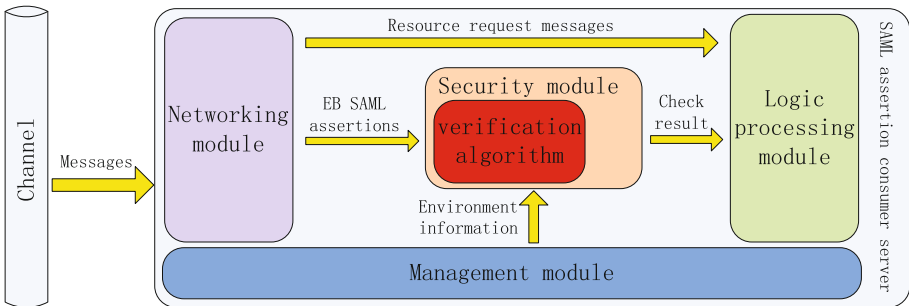 Channel
Messages
Networking
module
Resource request messages
EB SAML
assertions
Security module
verification
algorithm
Check
result
Logic
processing
module
Environment
information
Management module
SAML assertion consumer server